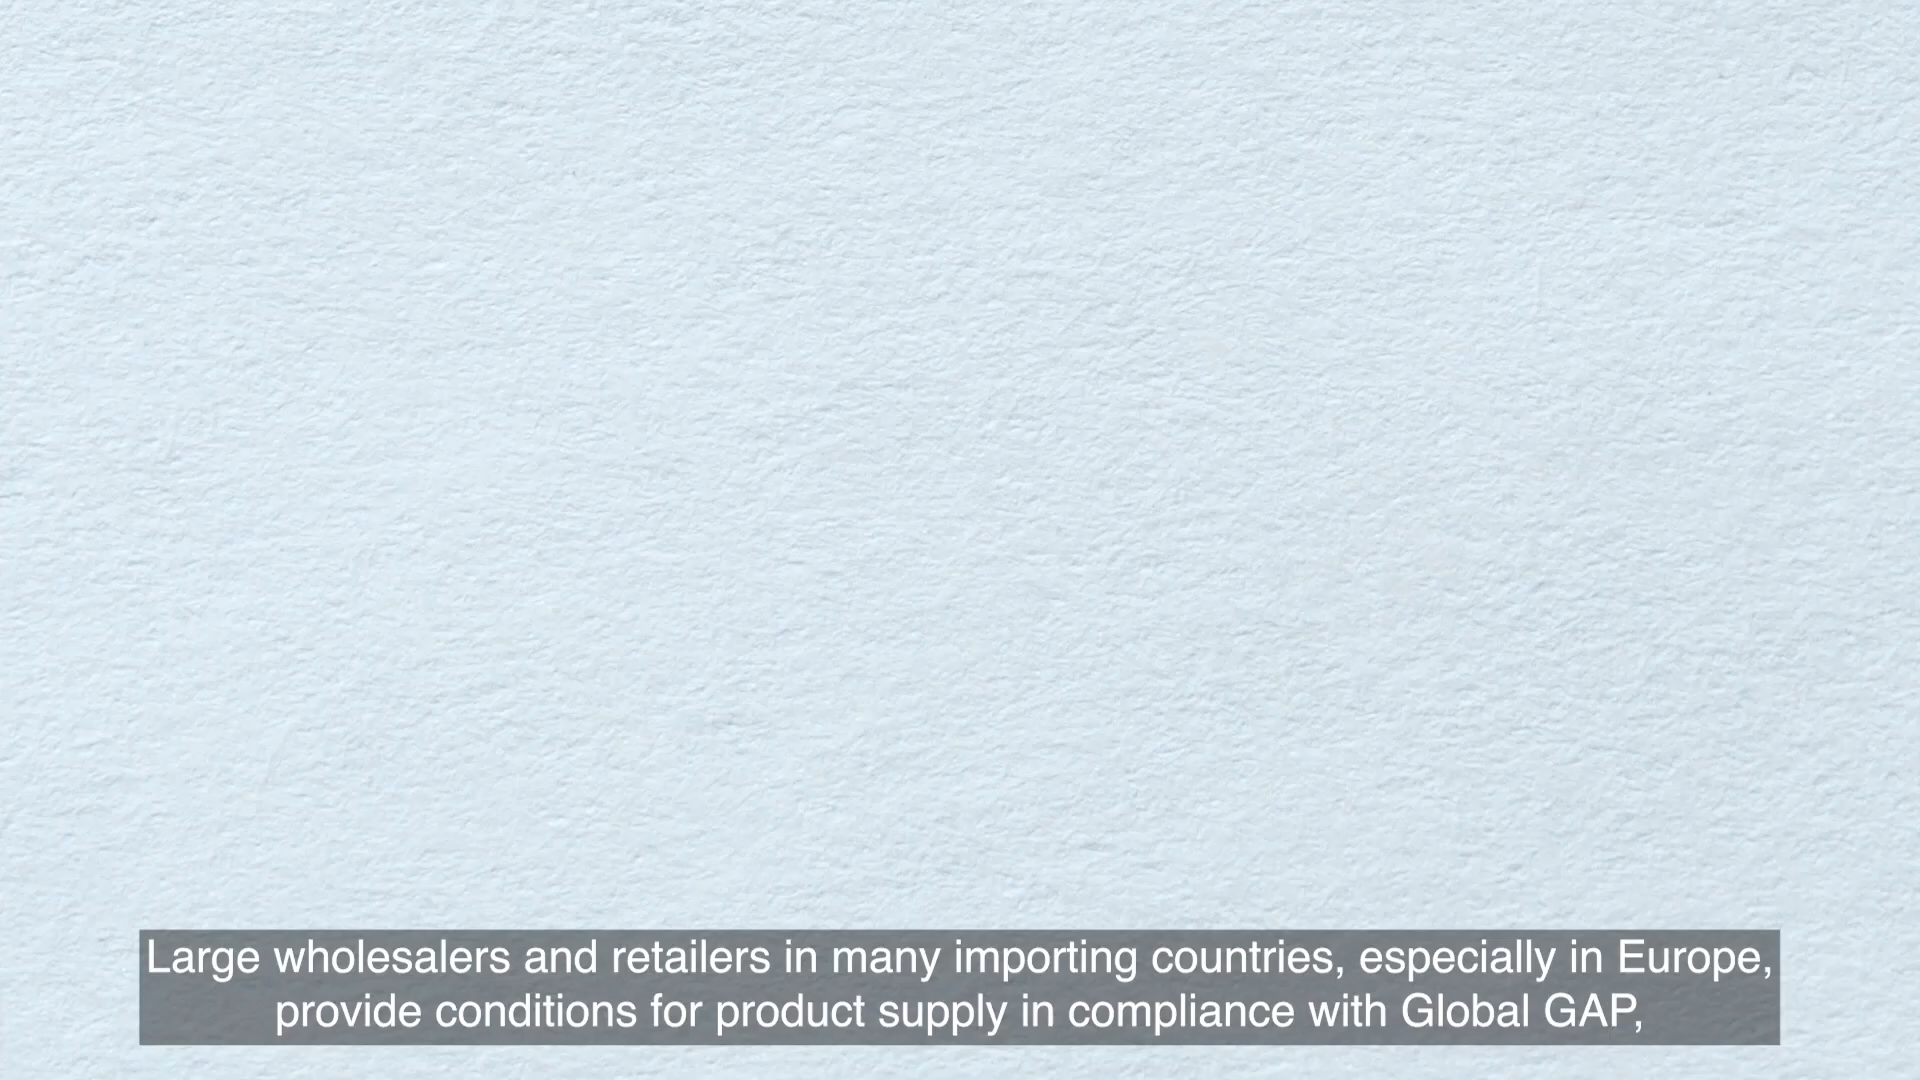 Large wholesalers and retailers in many importing countries, especially in Europe,
provide conditions for product supply in compliance with Global GAP,